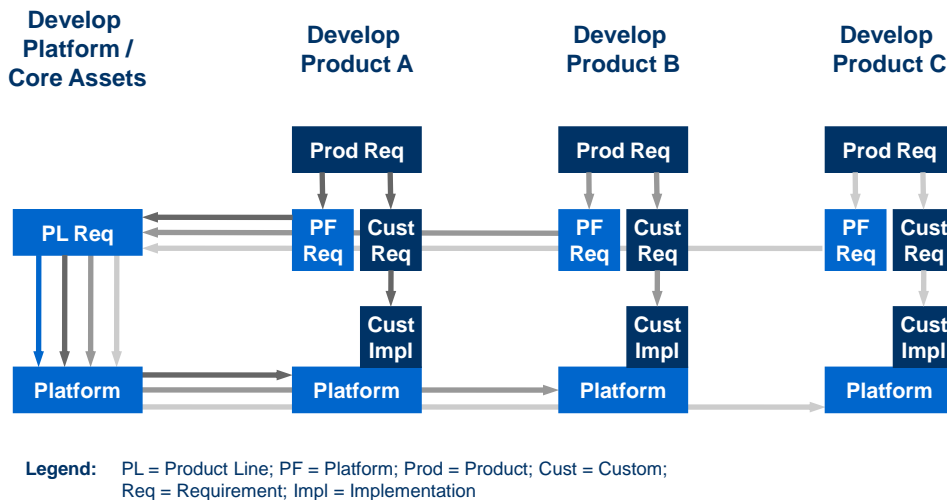 Develop
Platform /
Core Assets
Develop
Product A
Develop
Product B
Develop
Product C
Prod Req
Prod Req
Prod Req
PL Req
PF
Req
Cust
Req
PF
Req
Cust
Req
PF
Req
Cust
Req
Cust
Impl
Cust
Impl
Cust
Impl
Platform
Platform
Platform
Platform
Legend: PL = Product Line; PF = Platform; Prod = Product; Cust = Custom;
Req = Requirement; Impl = Implementation